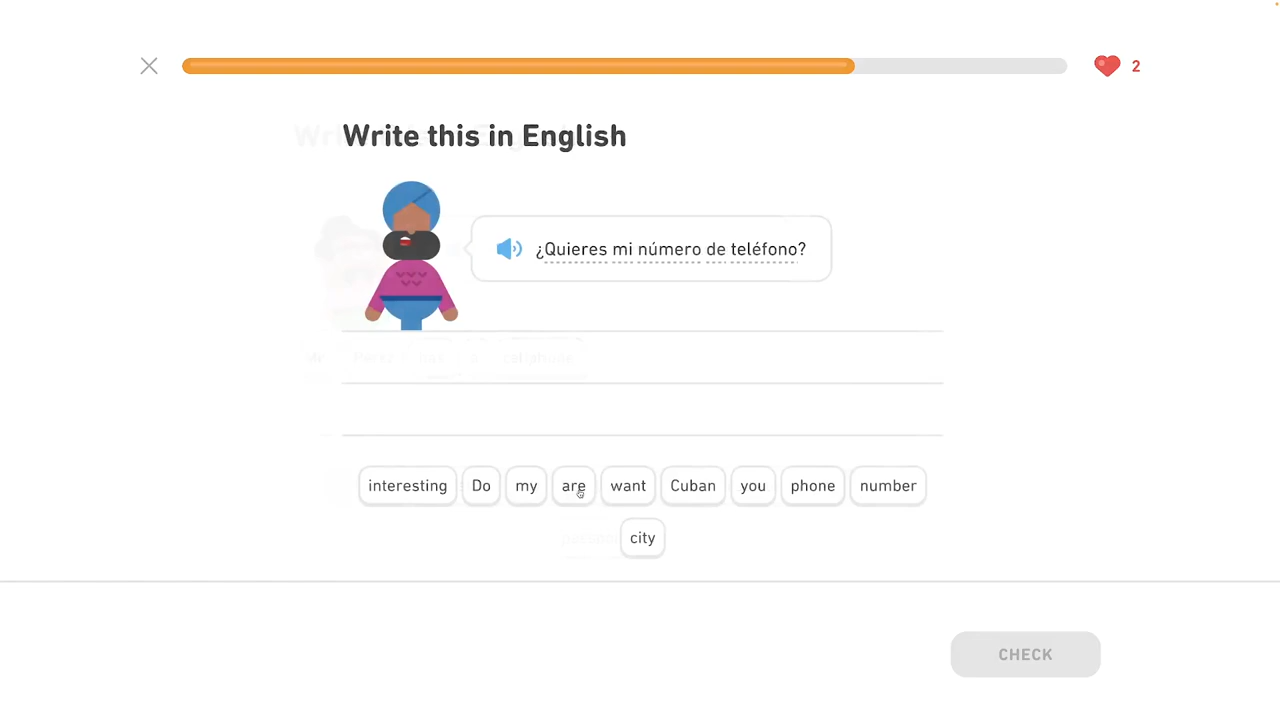 2
Write this in English
¿Quieres mi número de teléfono?
interesting Do my are want Cuban you phone number
city
CHECK